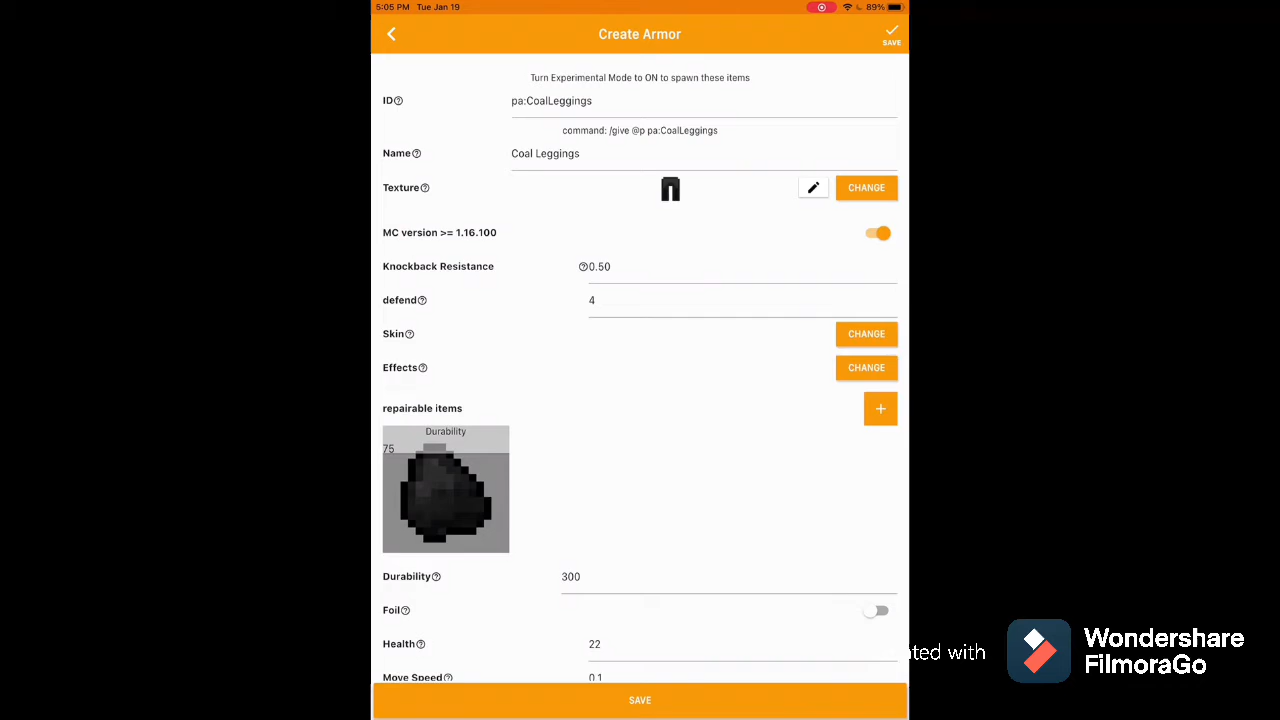 5:05 PM Tue Jan 19
89%
Create Armor
SAVE
Turn Experimental Mode to ON to spawn these items
ID
pa:CoalLeggings
command: /give @p pa:CoalLeggings
Name
Coal Leggings
Texture
CHANGE
MC version >= 1.16.100
Knockback Resistance
0.50
defend
4
Skin
CHANGE
Effects
CHANGE
repairable items
+
Durability
75
Durability
300
Foil
Health
22
Move Speed
0.1
SAVE
ated with
Wondershare
FilmoraGo